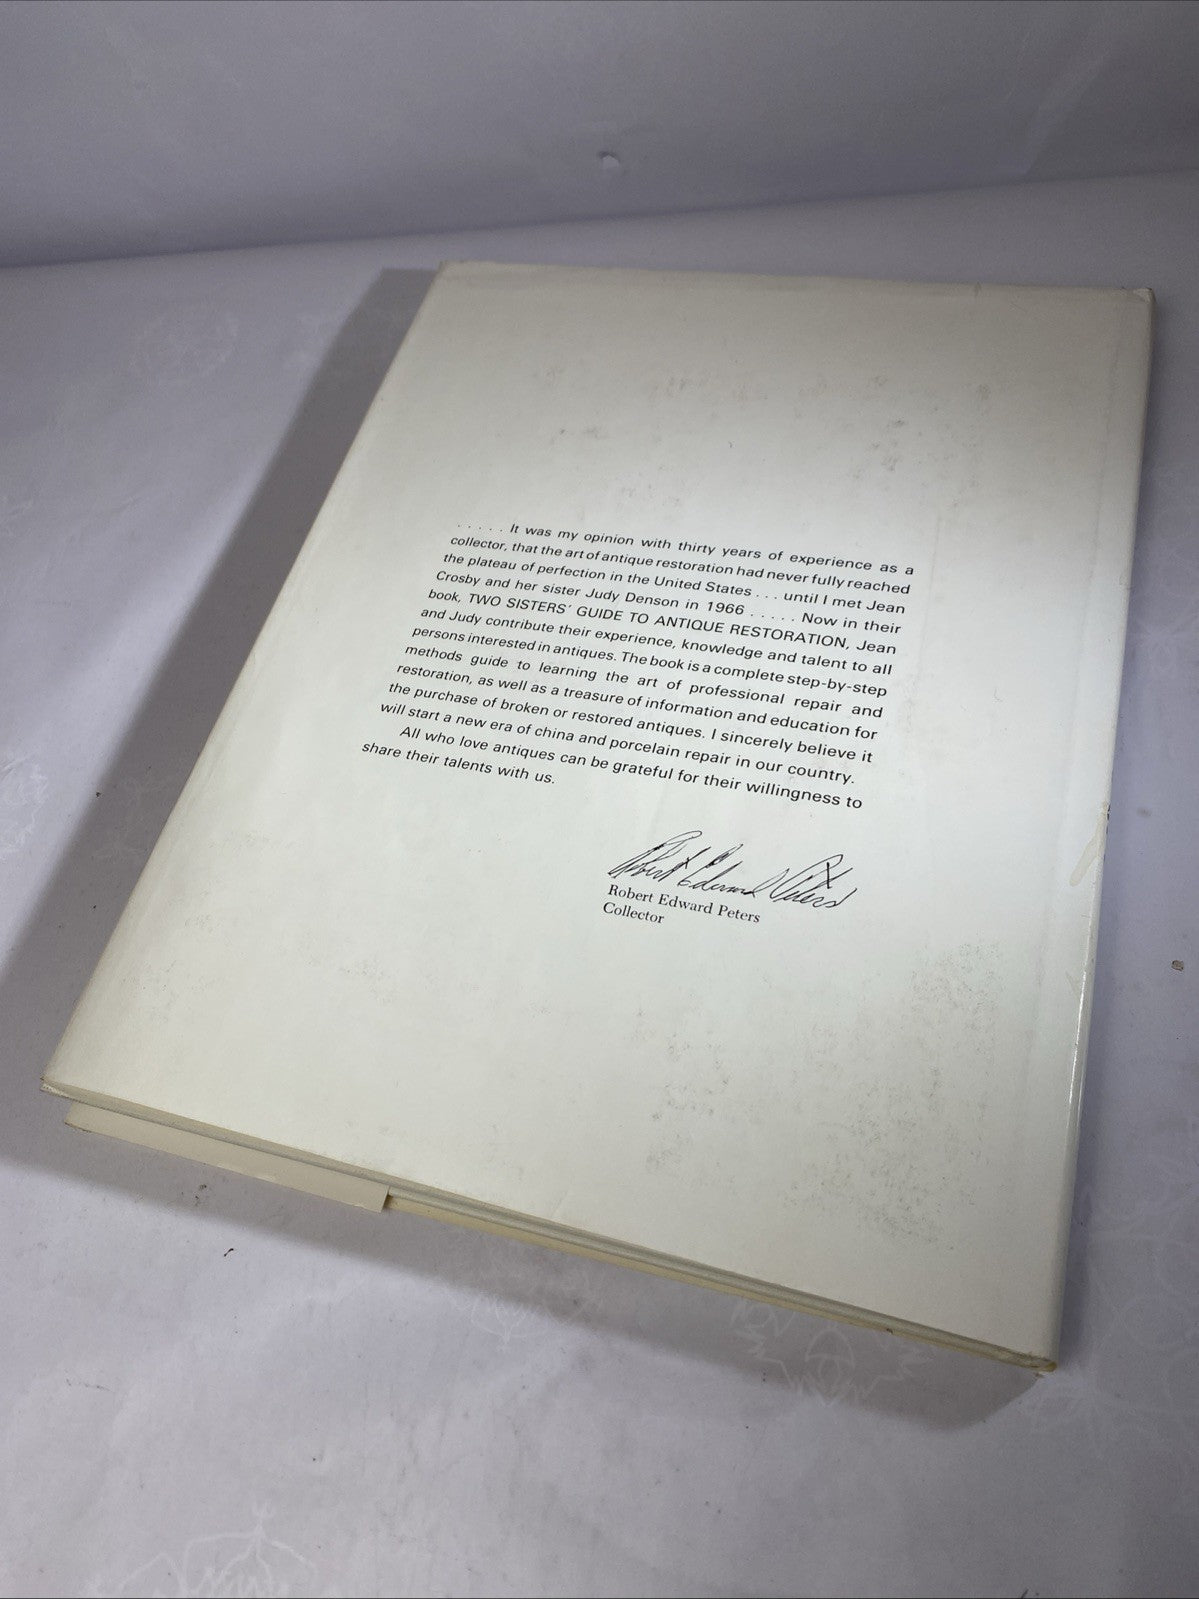 . . . . . It was my opinion with thirty years of experience as a
collector, that the art of antique restoration had never fully reached
the plateau of perfection in the United States . . . until I met Jean
Crosby and her sister Judy Denson in 1966 . . . . . Now in their
book, TWO SISTERS' GUIDE TO ANTIQUE RESTORATION, Jean
and Judy contribute their experience, knowledge and talent to all
persons interested in antiques. The book is a complete step-by-step
methods guide to learning the art of professional repair and
restoration, as well as a treasure of information and education for
the purchase of broken or restored antiques. I sincerely believe it
will start a new era of china and porcelain repair in our country.
All who love antiques can be grateful for their willingness to
share their talents with us.
Robert Edward Peters
Robert Edward Peters
Collector